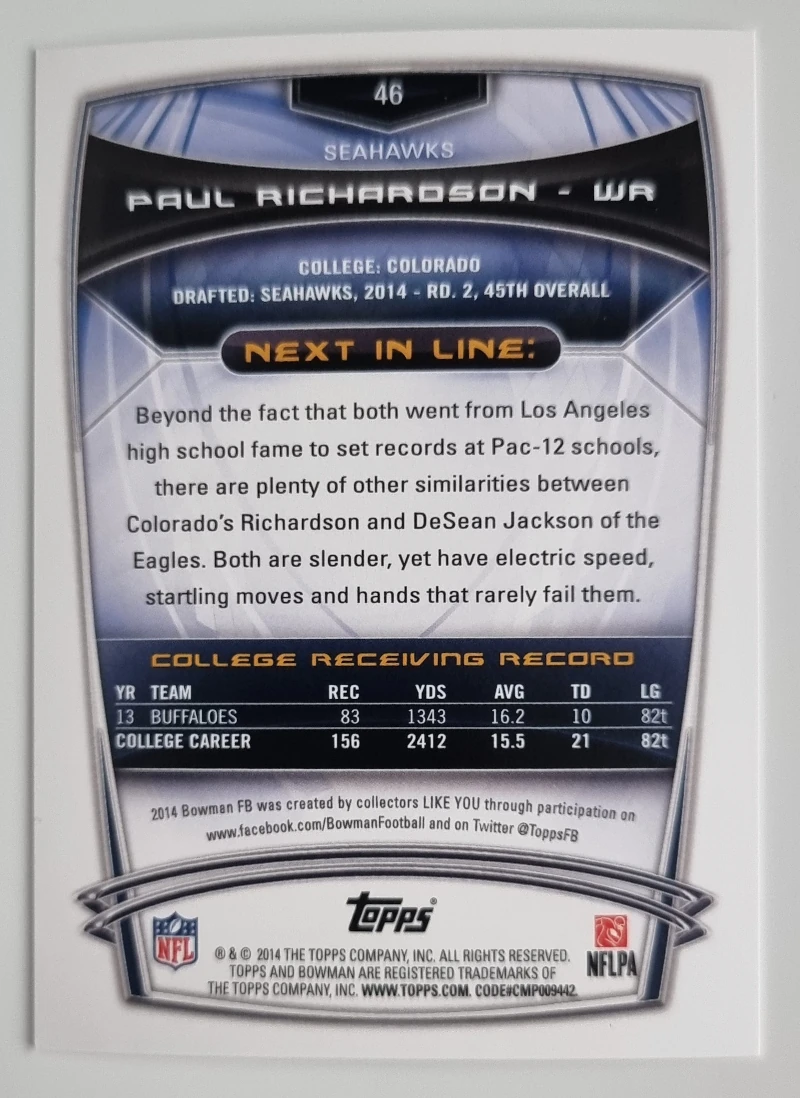 46
SEAHAWKS
PAUL RICHARDSON - WR
COLLEGE: COLORADO
DRAFTED: SEAHAWKS, 2014 - RD. 2, 45TH OVERALL
NEXT IN LINE:
Beyond the fact that both went from Los Angeles
high school fame to set records at Pac-12 schools,
there are plenty of other similarities between
Colorado's Richardson and DeSean Jackson of the
Eagles. Both are slender, yet have electric speed,
startling moves and hands that rarely fail them.
COLLEGE RECEIVING RECORD
YR TEAM REC YDS AVG TD LG
13 BUFFALOES 83 1343 16.2 10 82t
COLLEGE CAREER 156 2412 15.5 21 82t
2014 Bowman FB was created by collectors LIKE YOU through participation on
www.facebook.com/BowmanFootball and on Twitter @ToppsFB
Topps®
NFL
NFLPA
® & © 2014 THE TOPPS COMPANY, INC. ALL RIGHTS RESERVED.
TOPPS AND BOWMAN ARE REGISTERED TRADEMARKS OF
THE TOPPS COMPANY, INC. WWW.TOPPS.COM. CODE#CMP009442